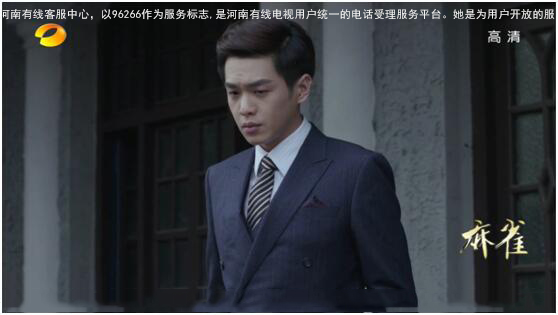 河南有线客服中心，以96266作为服务标志,是河南有线电视用户统一的电话受理服务平台。她是为用户开放的服
高清
麻雀